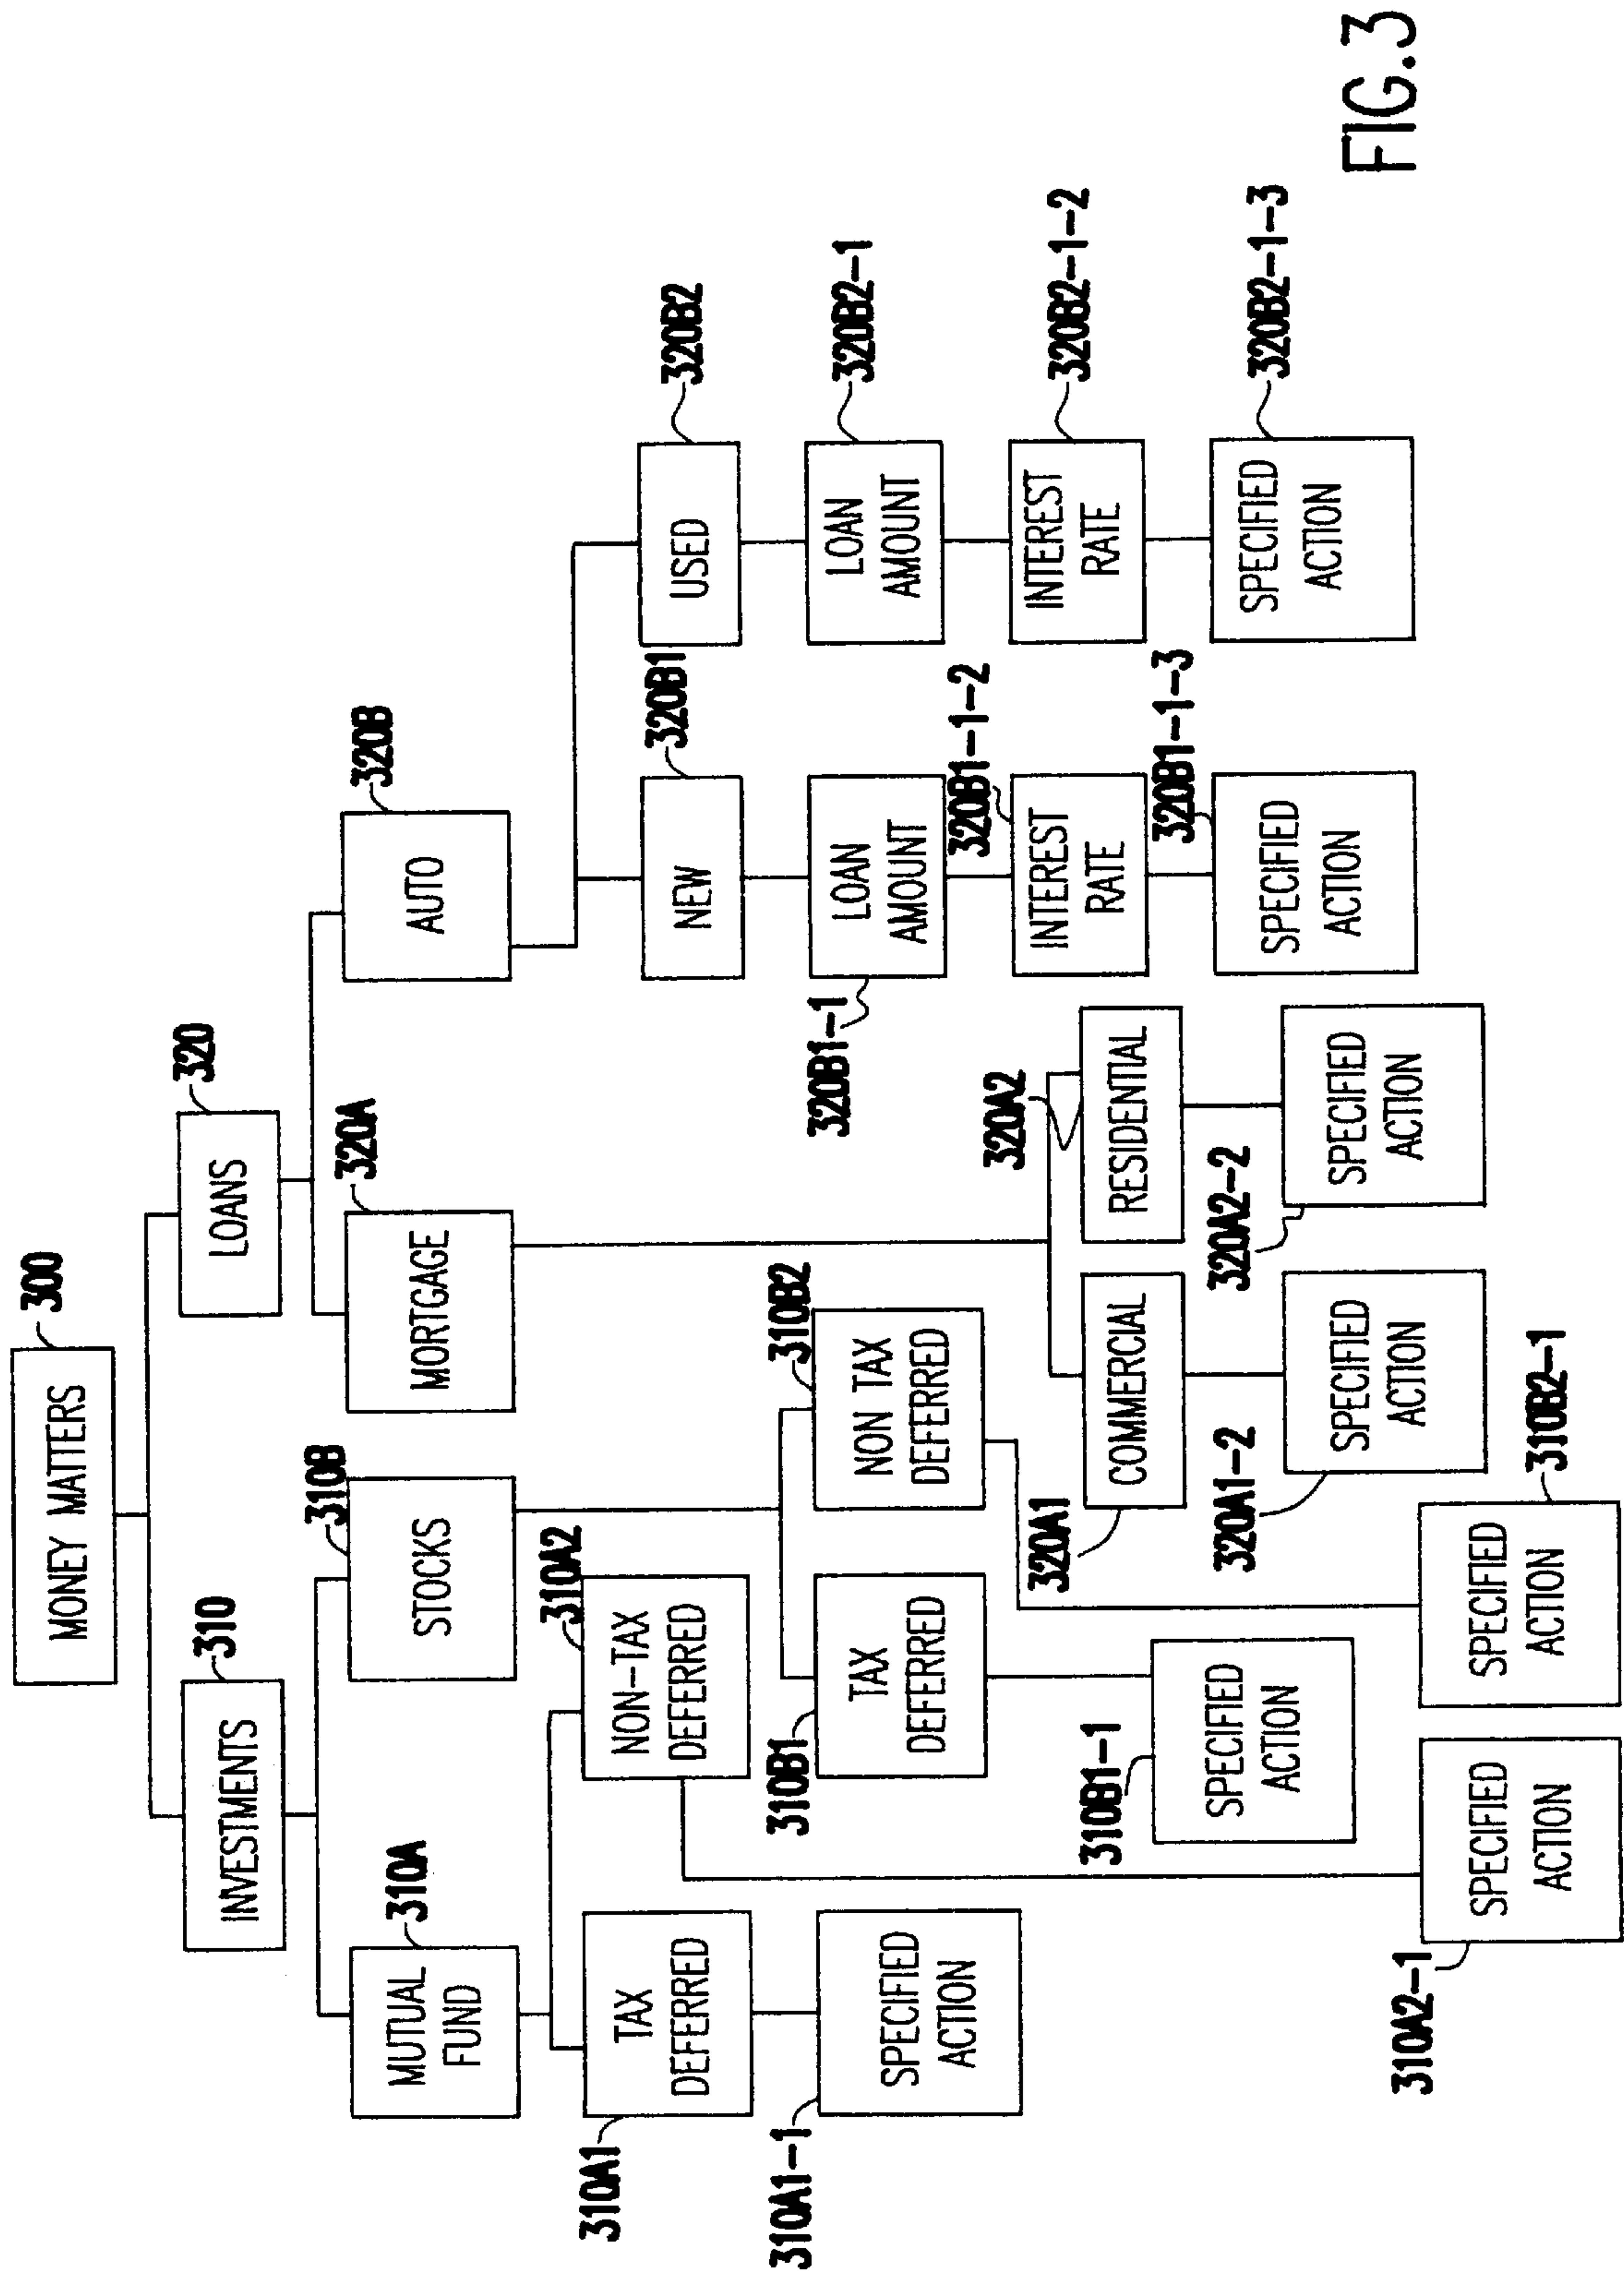 300
MONEY MATTERS
310
INVESTMENTS
320
LOANS
310A
MUTUAL
FUND
310B
STOCKS
320A
MORTGAGE
320B
AUTO
310A1
TAX
DEFERRED
310A2
NON-TAX
DEFERRED
320B1
NEW
320B2
USED
310A1-1
SPECIFIED
ACTION
310B1
TAX
DEFERRED
310B2
NON TAX
DEFERRED
320B1-1
LOAN
AMOUNT
320B2-1
LOAN
AMOUNT
320A1
COMMERCIAL
320A2
RESIDENTIAL
320B1-1-2
INTEREST
RATE
320B2-1-2
INTEREST
RATE
310B1-1
SPECIFIED
ACTION
320A1-2
SPECIFIED
ACTION
320A2-2
SPECIFIED
ACTION
320B1-1-3
SPECIFIED
ACTION
320B2-1-3
SPECIFIED
ACTION
310A2-1
SPECIFIED
ACTION
310B2-1
SPECIFIED
ACTION
FIG.3